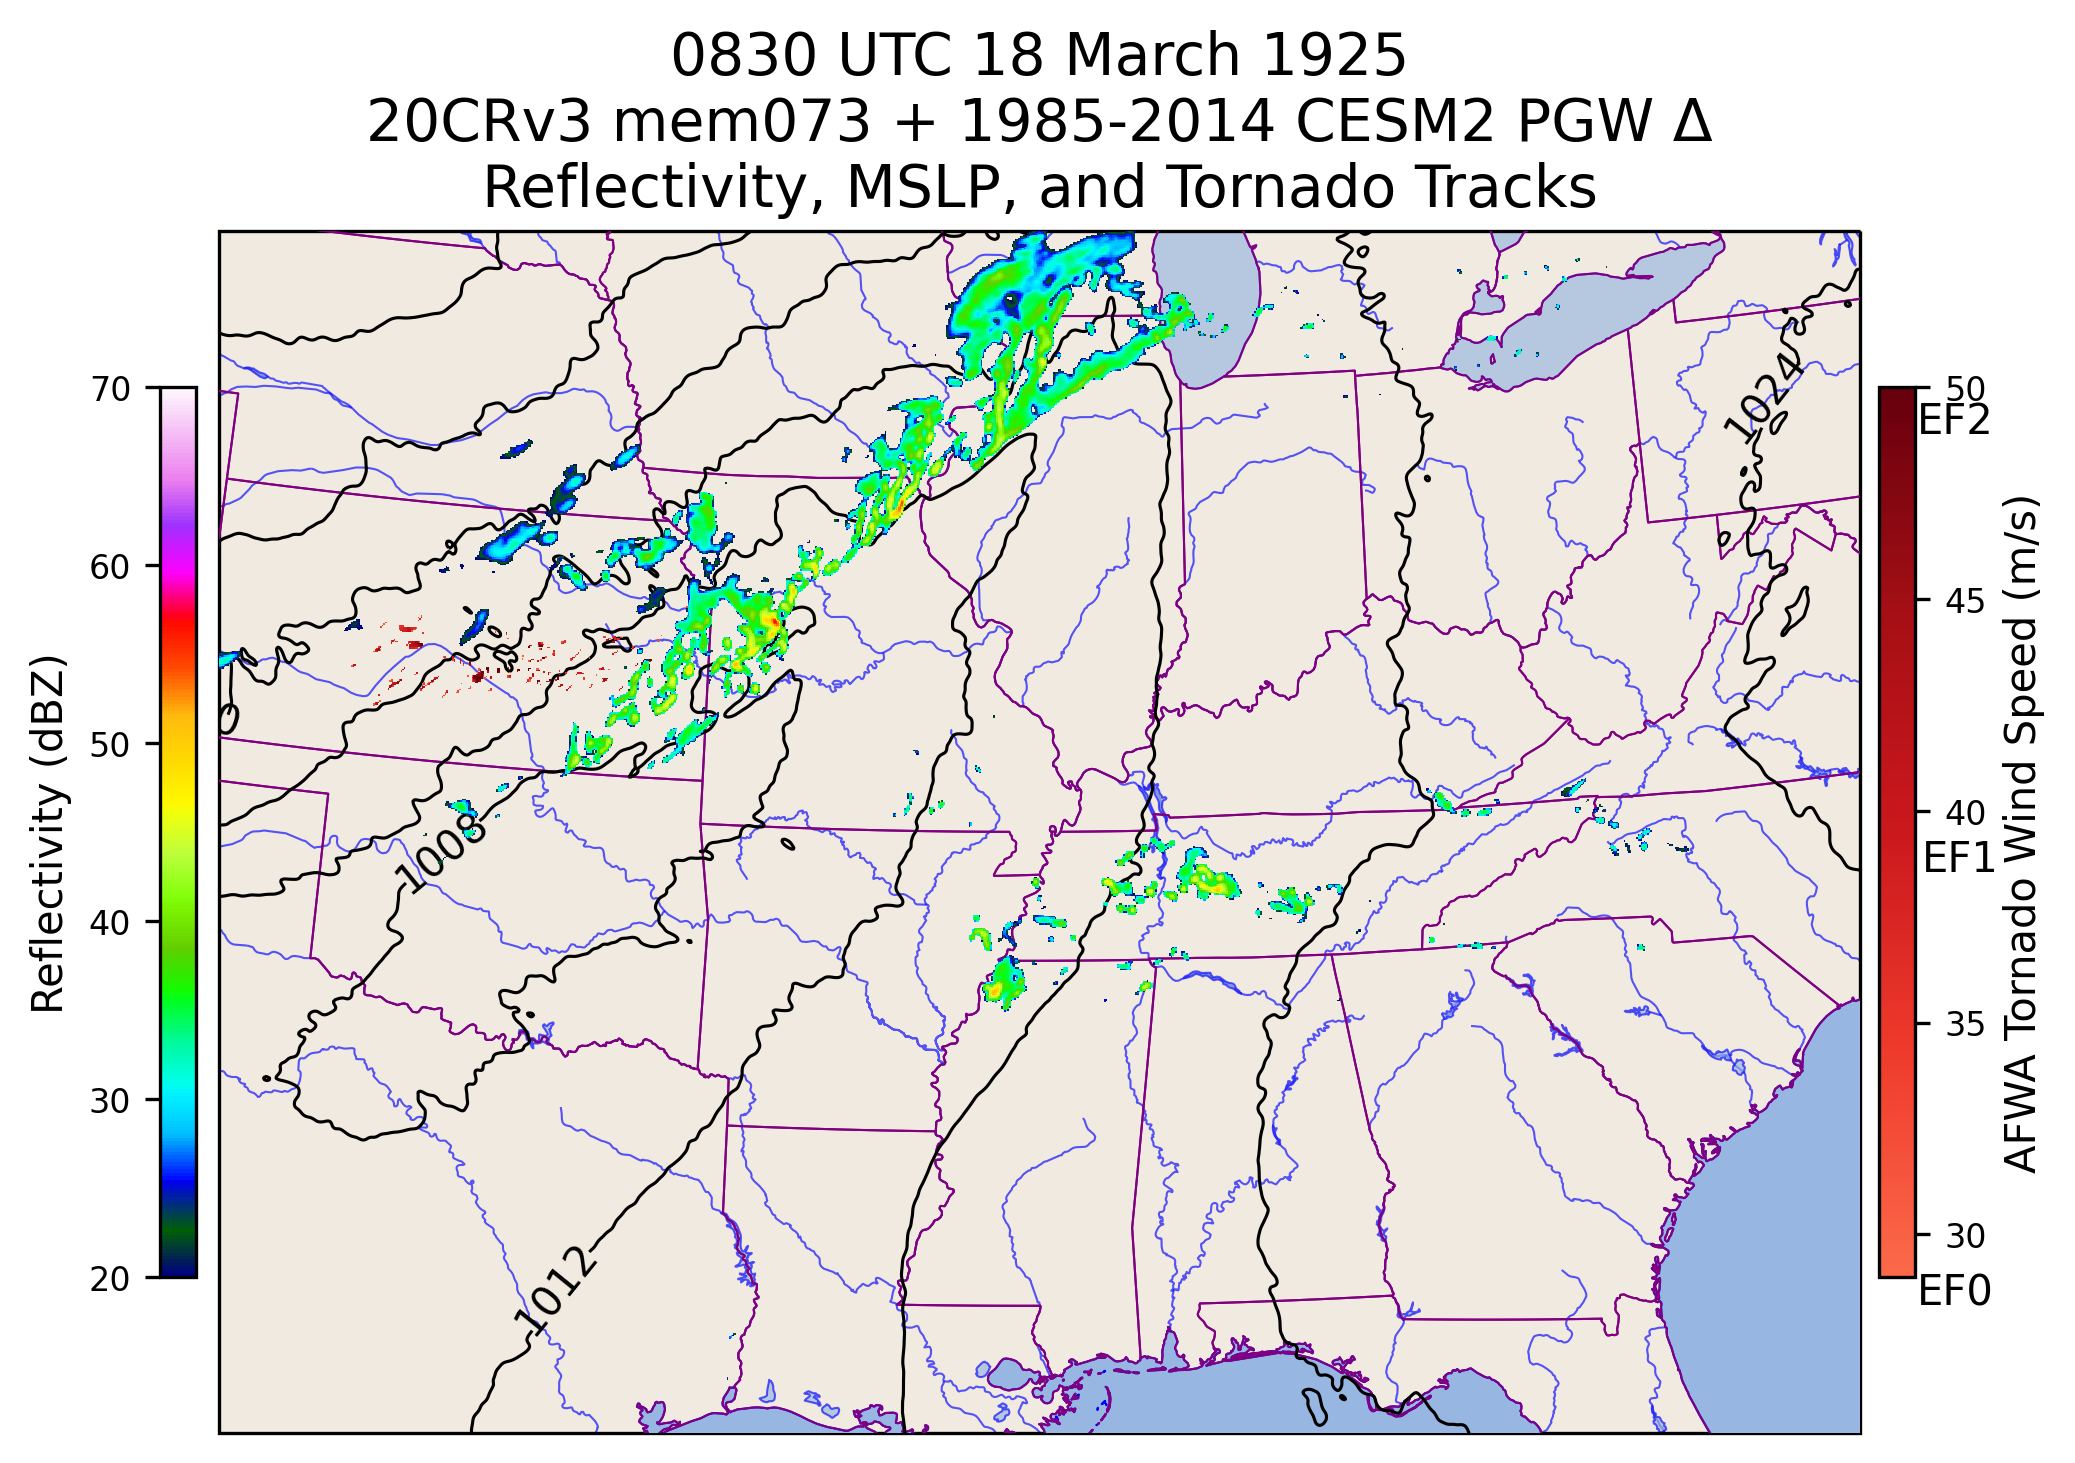 0830 UTC 18 March 1925
20CRv3 mem073 + 1985-2014 CESM2 PGW Δ
Reflectivity, MSLP, and Tornado Tracks
70
60
50
40
30
20
Reflectivity (dBZ)
1024
1008
1012
50
EF2
45
40
EF1
35
30
EF0
AFWA Tornado Wind Speed (m/s)